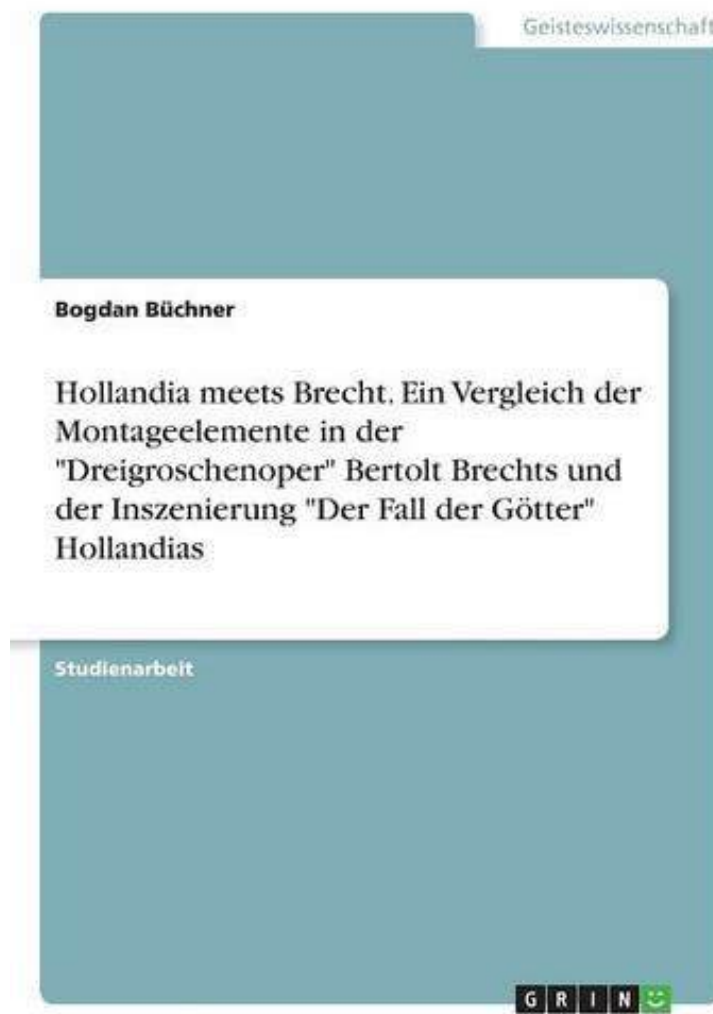 Geisteswissenschaft
Bogdan Büchner
Hollandia meets Brecht. Ein Vergleich der
Montageelemente in der
"Dreigroschenoper" Bertolt Brechts und
der Inszenierung "Der Fall der Götter"
Hollandias
Studienarbeit
GRIN